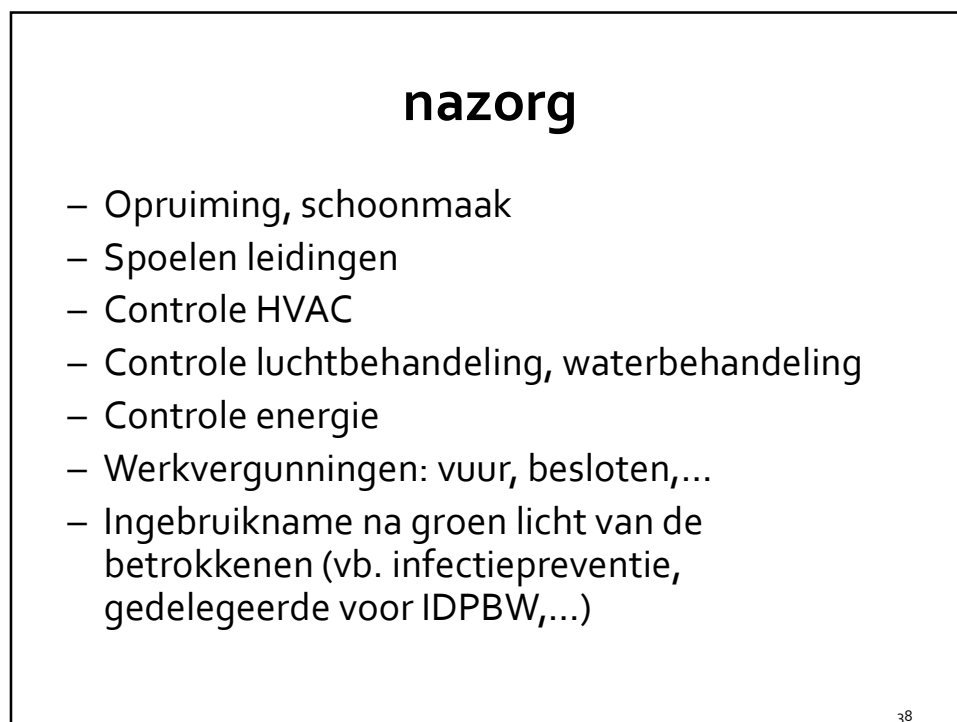 nazorg
– Opruiming, schoonmaak
– Spoelen leidingen
– Controle HVAC
– Controle luchtbehandeling, waterbehandeling
– Controle energie
– Werkvergunningen: vuur, besloten,...
– Ingebruikname na groen licht van de
betrokkenen (vb. infectiepreventie,
gedelegeerde voor IDPBW,...)
38